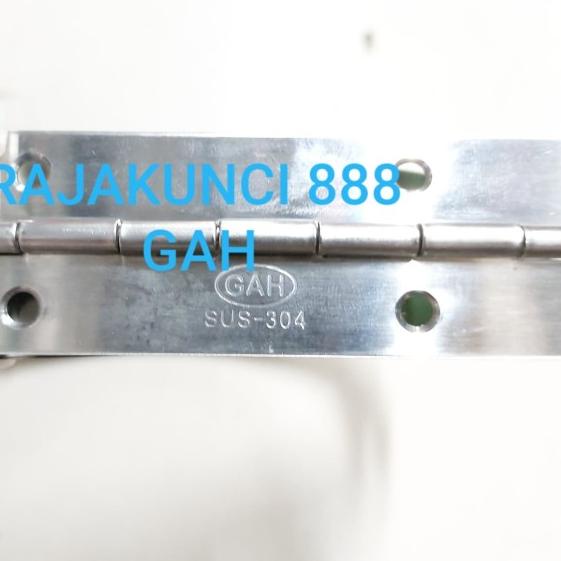 RAJAKUNCI 888
GAH
GAH
SUS-304